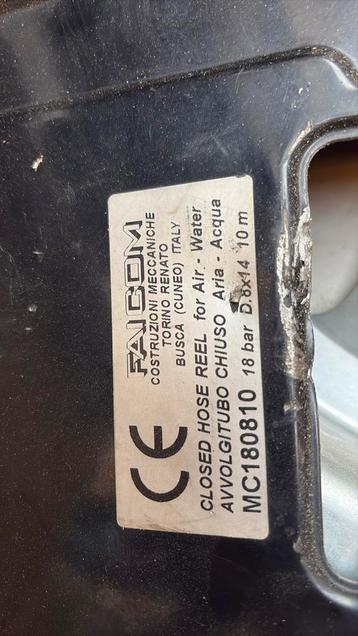 FAICOM
COSTRUZIONI MECCANICHE
TORINO RENATO
BUSCA (CUNEO) ITALY
CE
CLOSED HOSE REEL for Air - Water
AVVOLGITUBO CHIUSO Aria - Acqua
MC180810 18 bar D.8x14 10 m